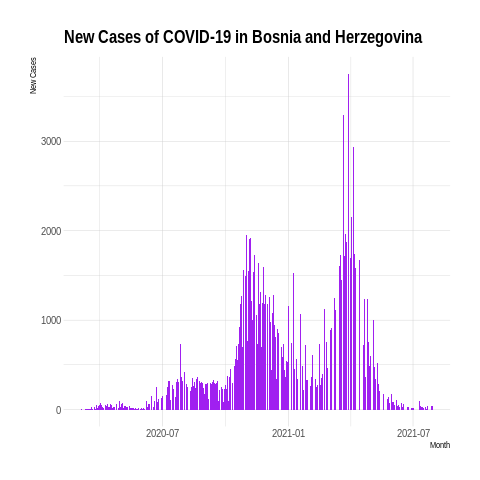 New Cases of COVID-19 in Bosnia and Herzegovina
New Cases
3000
2000
1000
0
2020-07
2021-01
2021-07
Month